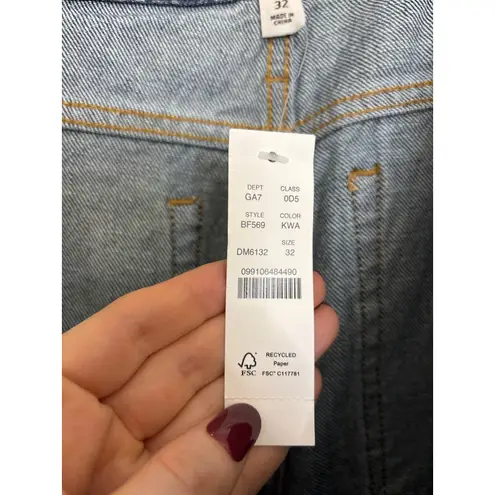 32
MADE IN
CHINA
DEPT CLASS
GA7 0D5
STYLE COLOR
BF569 KWA
SIZE
DM6132 32
099106484490
FSC
RECYCLED
Paper
FSC® C117781